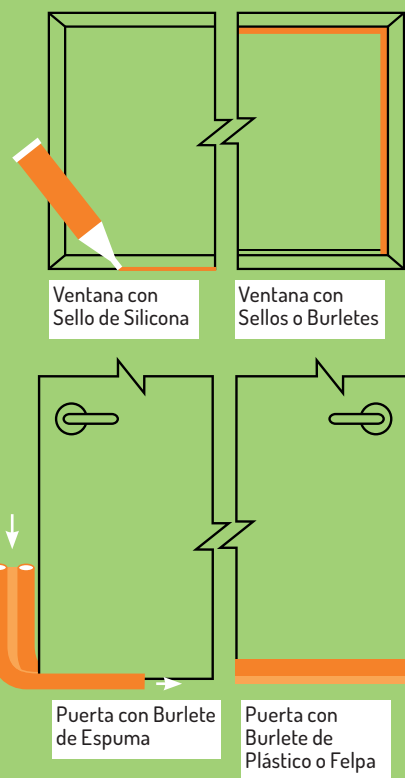 Ventana con
Sello de Silicona
Ventana con
Sellos o Burletes
Puerta con Burlete
de Espuma
Puerta con
Burlete de
Plástico o Felpa